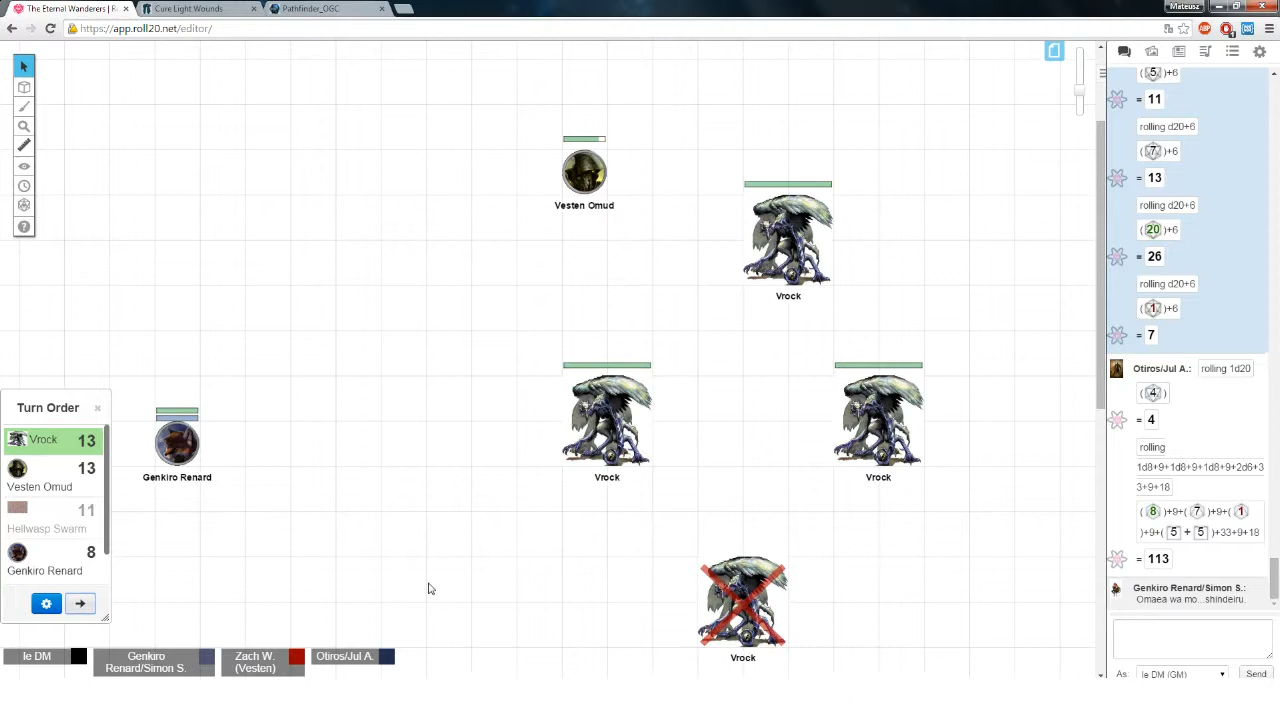 The Eternal Wanderers | R
Cure Light Wounds
Pathfinder_OGC
Mateusz
https://app.roll20.net/editor/
Vesten Omud
Vrock
Vrock
Vrock
Genkiro Renard
Vrock
Turn Order
Vrock 13
13
Vesten Omud
11
Hellwasp Swarm
8
Genkiro Renard
le DM
Genkiro
Renard/Simon S.
Zach W.
(Vesten)
Otiros/Jul A.
(5)+6
= 11
rolling d20+6
(7)+6
= 13
rolling d20+6
(20)+6
= 26
rolling d20+6
(1)+6
= 7
Otiros/Jul A.: rolling 1d20
(4)
= 4
rolling
1d8+9+1d8+9+1d8+9+2d6+3
3+9+18
(8)+9+(7)+9+(1
)+9+(5+5)+33+9+18
= 113
Genkiro Renard/Simon S.:
Omaea wa mo...shindeiru.
As: le DM (GM) Send